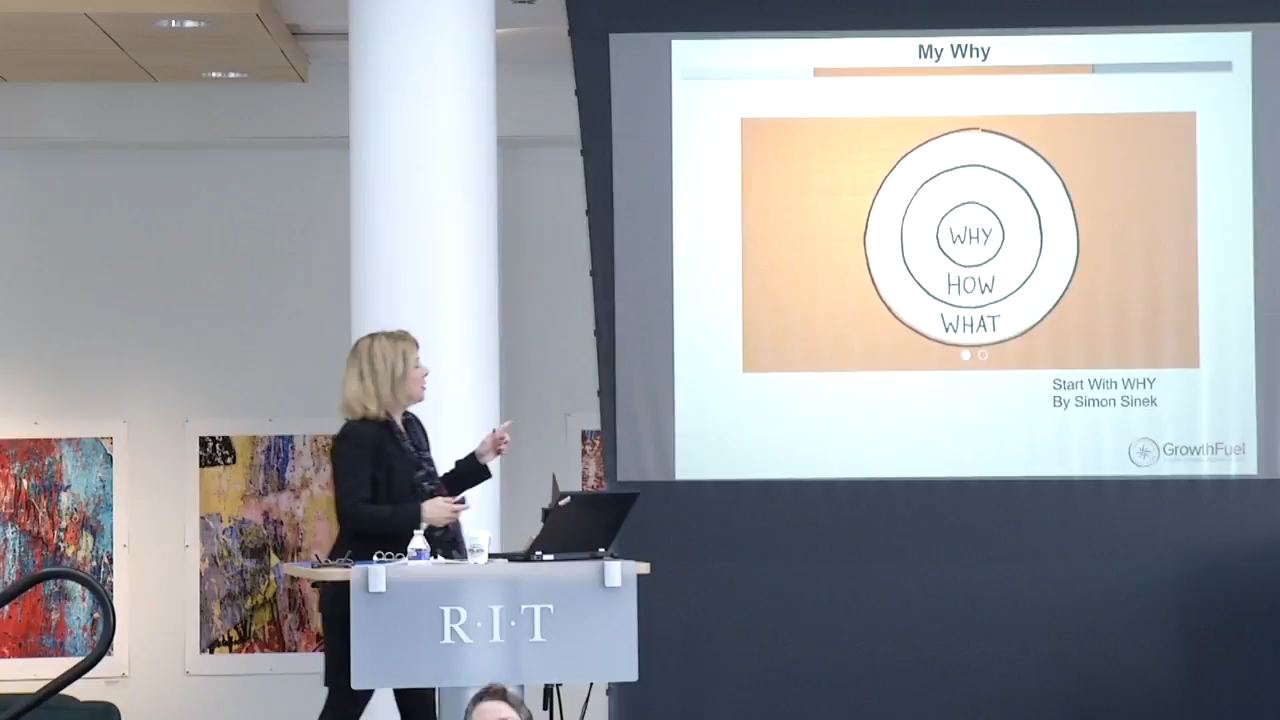 My Why
WHY
HOW
WHAT
Start With WHY
By Simon Sinek
GrowthFuel
R·I·T